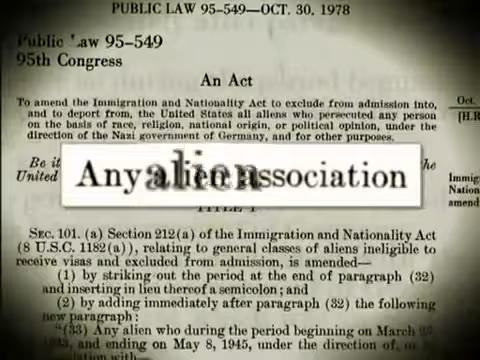 PUBLIC LAW 95-549—OCT. 30, 1978
Public Law 95-549
95th Congress
An Act
To amend the Immigration and Nationality Act to exclude from admission into,
and to deport from, the United States all aliens who persecuted any person
on the basis of race, religion, national origin, or political opinion, under the
direction of the Nazi government of Germany, and for other purposes.
Oct.
[H.R
Be it
United
Any alien association
alien
the
Immig
Nation
amend
TITLE I
SEC. 101. (a) Section 212(a) of the Immigration and Nationality Act
(8 U.S.C. 1182(a)), relating to general classes of aliens ineligible to
receive visas and excluded from admission, is amended—
(1) by striking out the period at the end of paragraph (32)
and inserting in lieu thereof a semicolon; and
(2) by adding immediately after paragraph (32) the following
new paragraph:
"(33) Any alien who during the period beginning on March
and ending on May 8, 1945, under the direction of, or
with